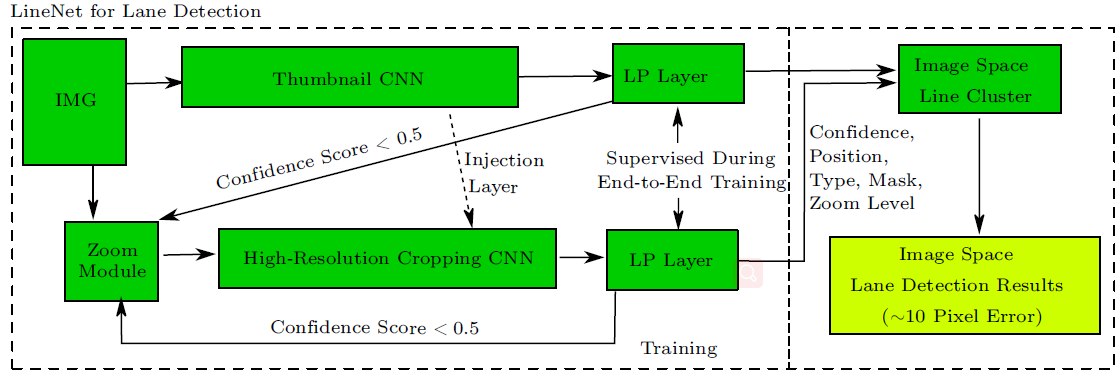 LineNet for Lane Detection
IMG
Thumbnail CNN
LP Layer
Image Space
Line Cluster
Confidence Score < 0.5
Injection
Layer
Supervised During
End-to-End Training
Confidence,
Position,
Type, Mask,
Zoom Level
Zoom
Module
High-Resolution Cropping CNN
LP Layer
Image Space
Lane Detection Results
(∼10 Pixel Error)
Confidence Score < 0.5
Training